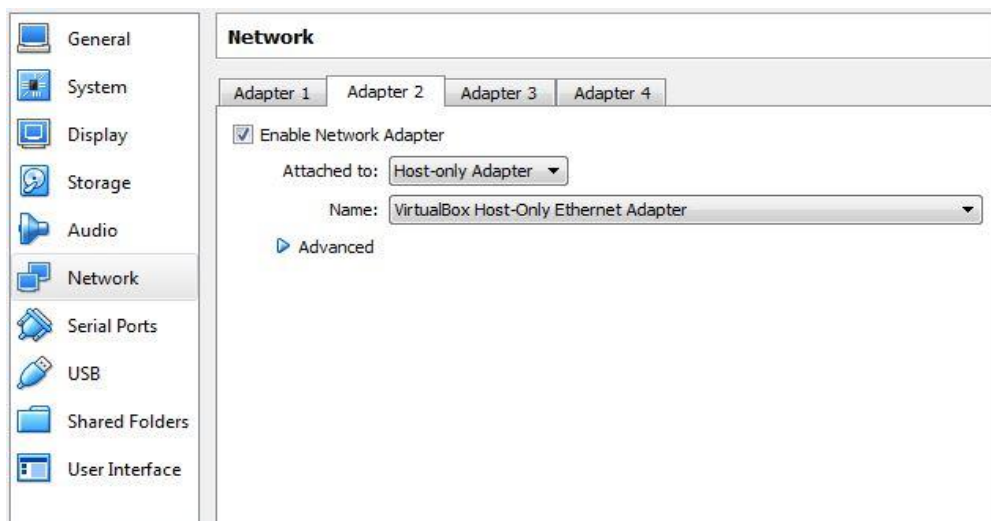 General
System
Display
Storage
Audio
Network
Serial Ports
USB
Shared Folders
User Interface
Network
Adapter 1 Adapter 2 Adapter 3 Adapter 4
Enable Network Adapter
Attached to: Host-only Adapter
Name: VirtualBox Host-Only Ethernet Adapter
Advanced